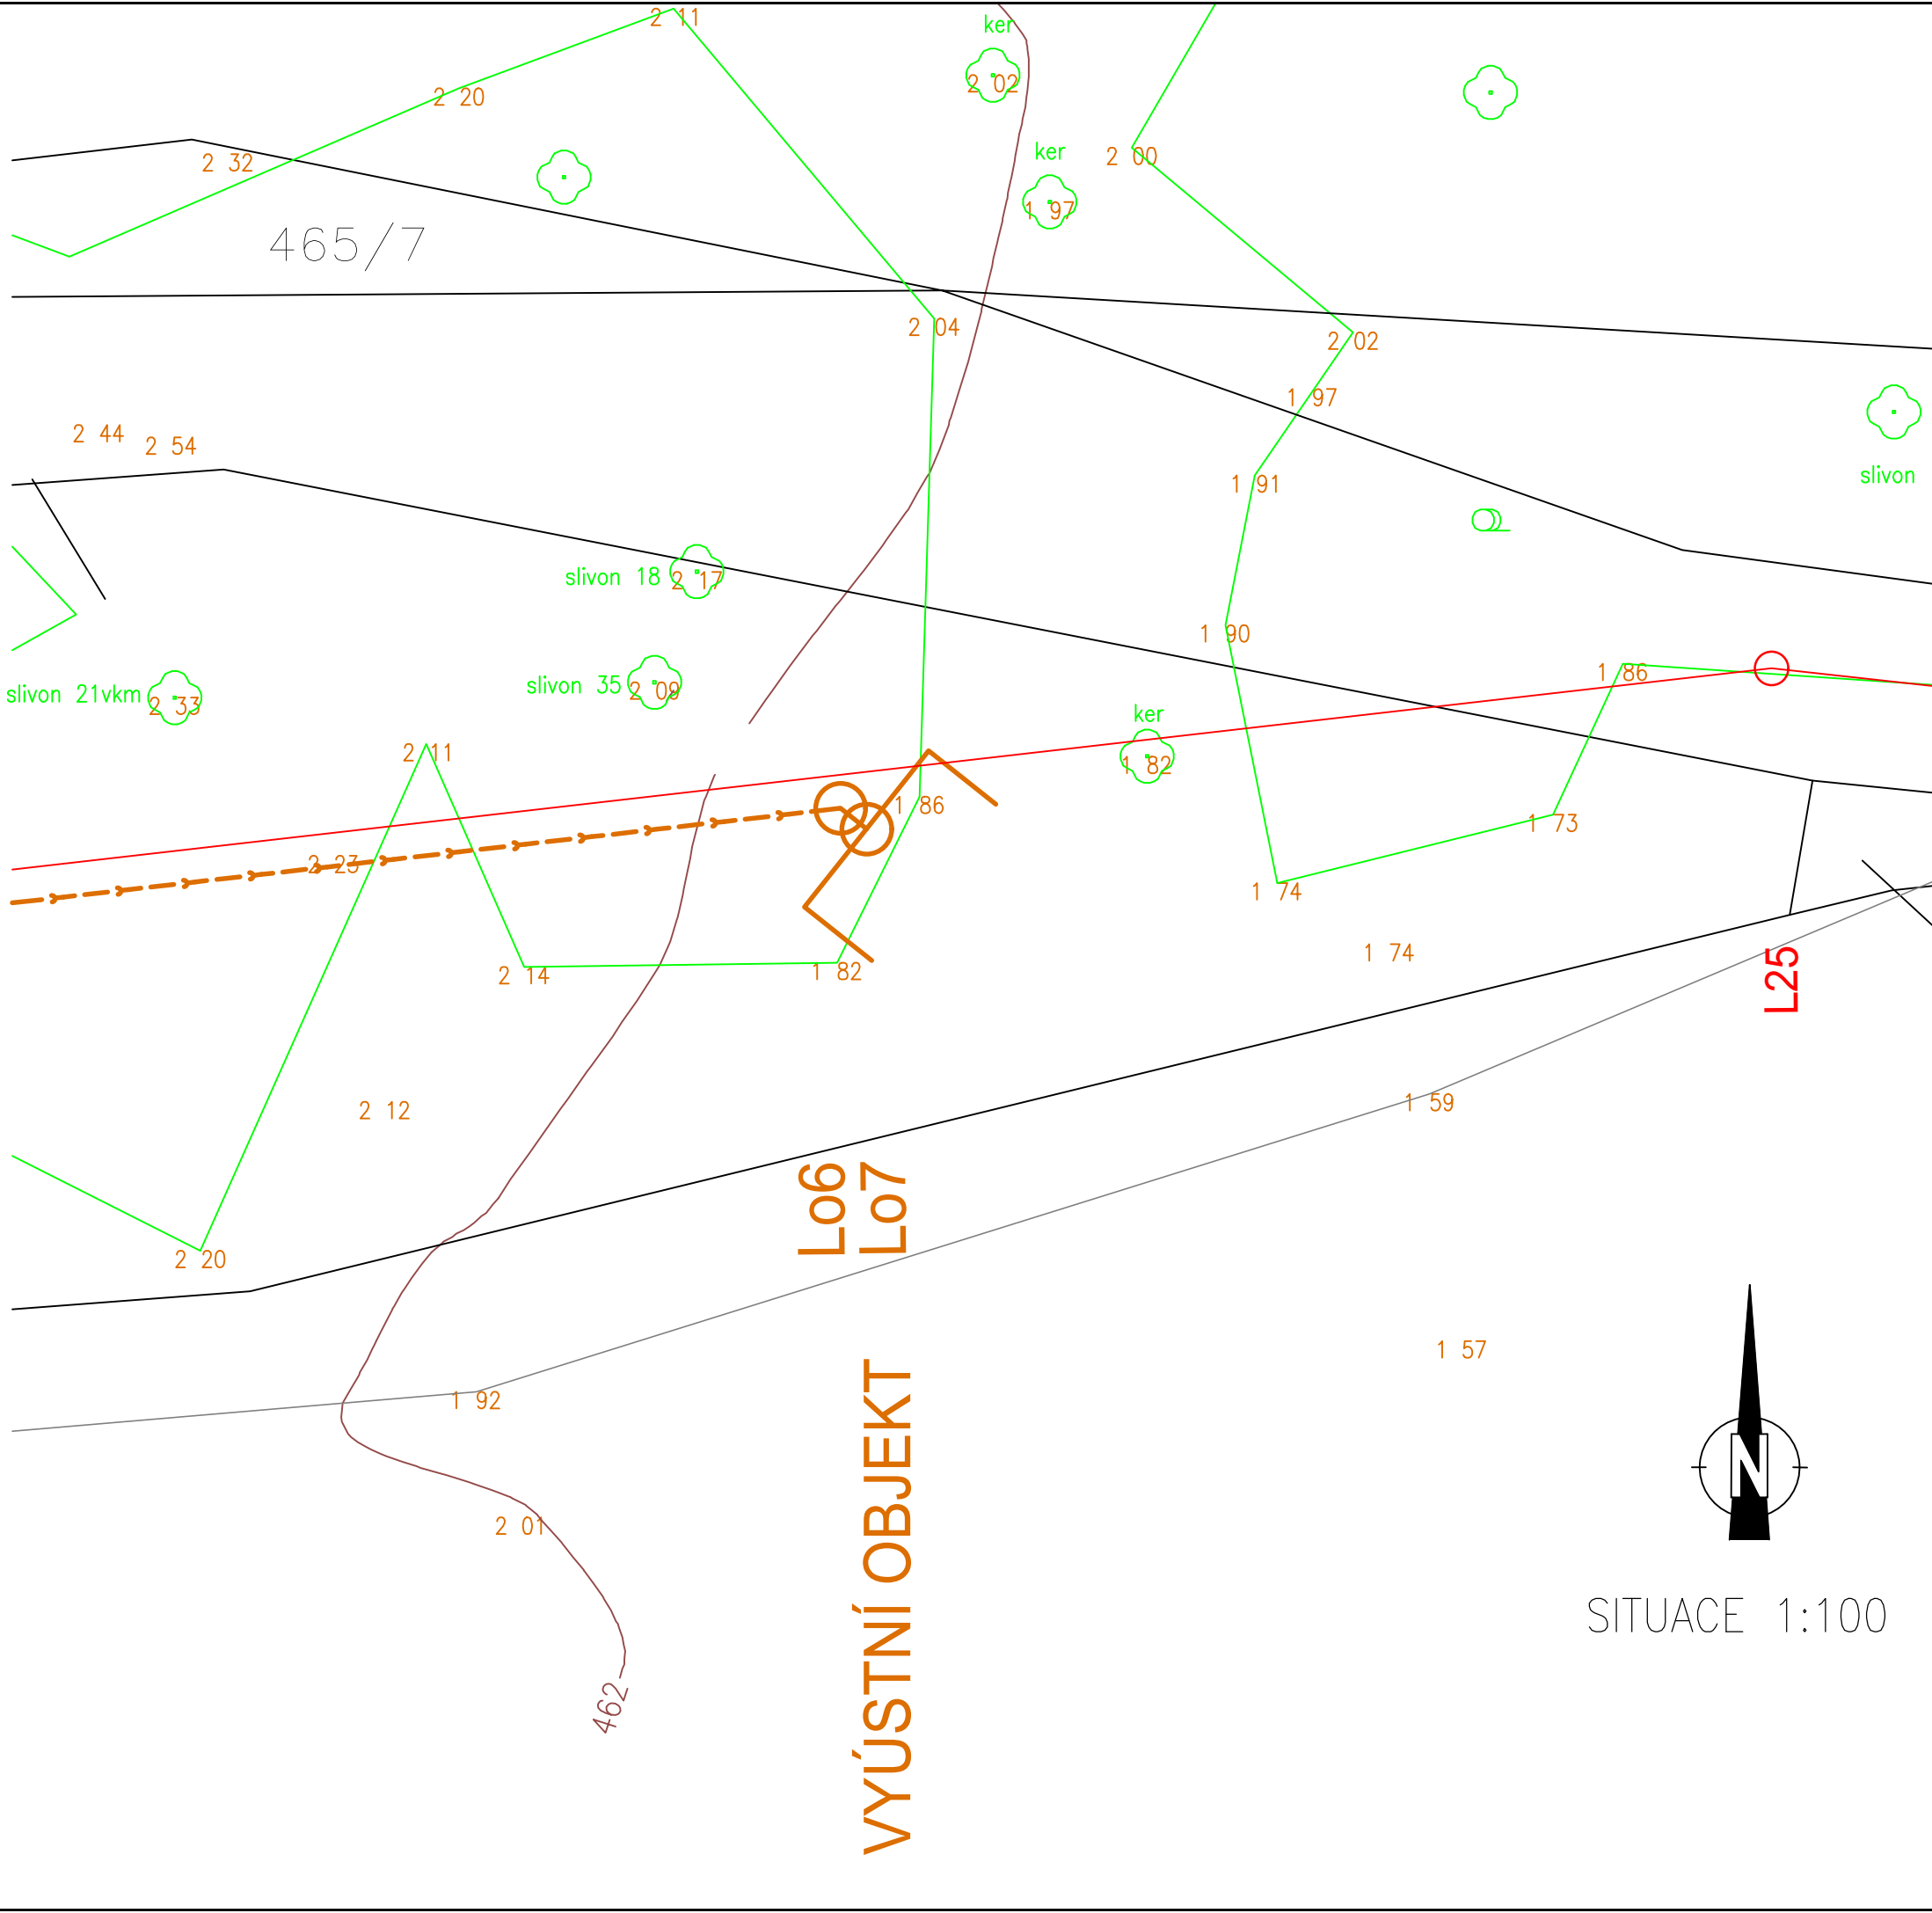 2 11
ker
2 20
2 02
ker
2 00
2 32
1 97
465/7
2 04
2 02
1 97
2 44
2 54
slivon
1 91
slivon 18
2 17
1 90
1 86
slivon 21vkm
2 33
slivon 35
2 09
ker
2 11
1 82
1 86
1 73
2 23
1 74
1 74
2 14
1 82
L25
2 12
1 59
Lo6
Lo7
2 20
1 57
1 92
VYÚSTNÍ OBJEKT
N
2 01
SITUACE 1:100
462